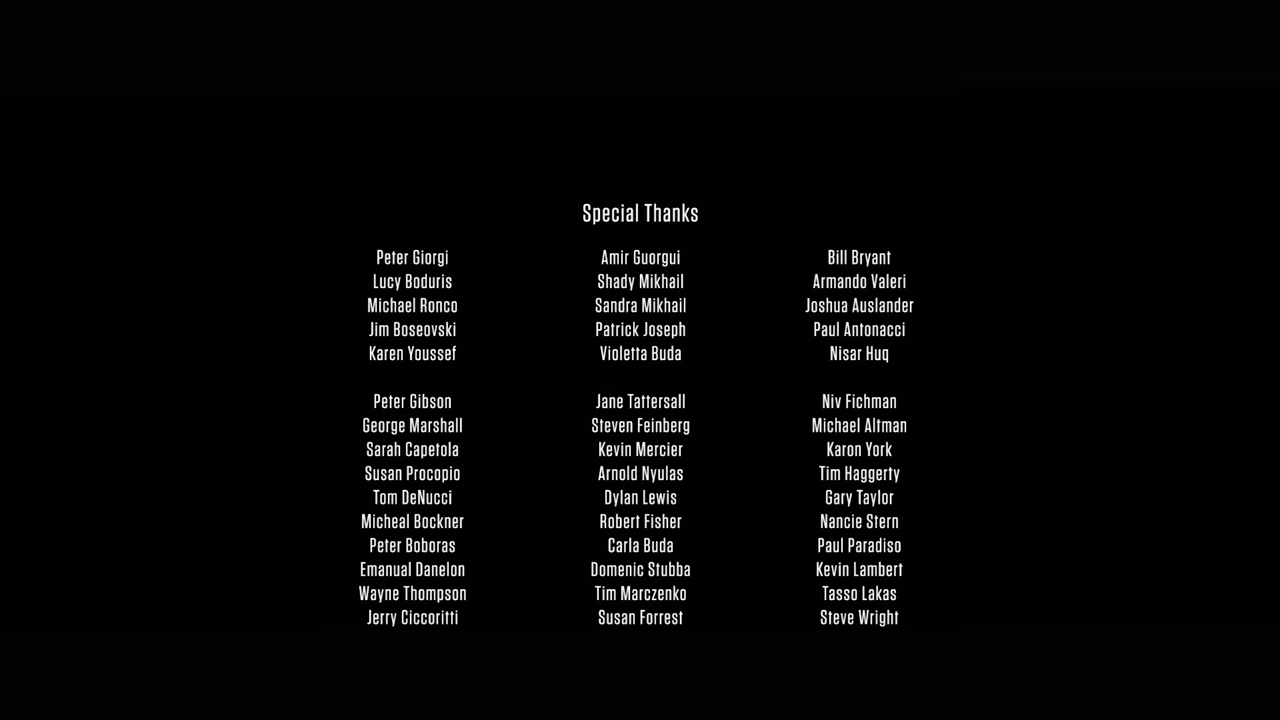 Special Thanks
Peter Giorgi Amir Guorgui Bill Bryant
Lucy Boduris Shady Mikhail Armando Valeri
Michael Ronco Sandra Mikhail Joshua Auslander
Jim Boseovski Patrick Joseph Paul Antonacci
Karen Youssef Violetta Buda Nisar Huq
Peter Gibson Jane Tattersall Niv Fichman
George Marshall Steven Feinberg Michael Altman
Sarah Capetola Kevin Mercier Karon York
Susan Procopio Arnold Nyulas Tim Haggerty
Tom DeNucci Dylan Lewis Gary Taylor
Micheal Bockner Robert Fisher Nancie Stern
Peter Boboras Carla Buda Paul Paradiso
Emanual Danelon Domenic Stubba Kevin Lambert
Wayne Thompson Tim Marczenko Tasso Lakas
Jerry Ciccoritti Susan Forrest Steve Wright